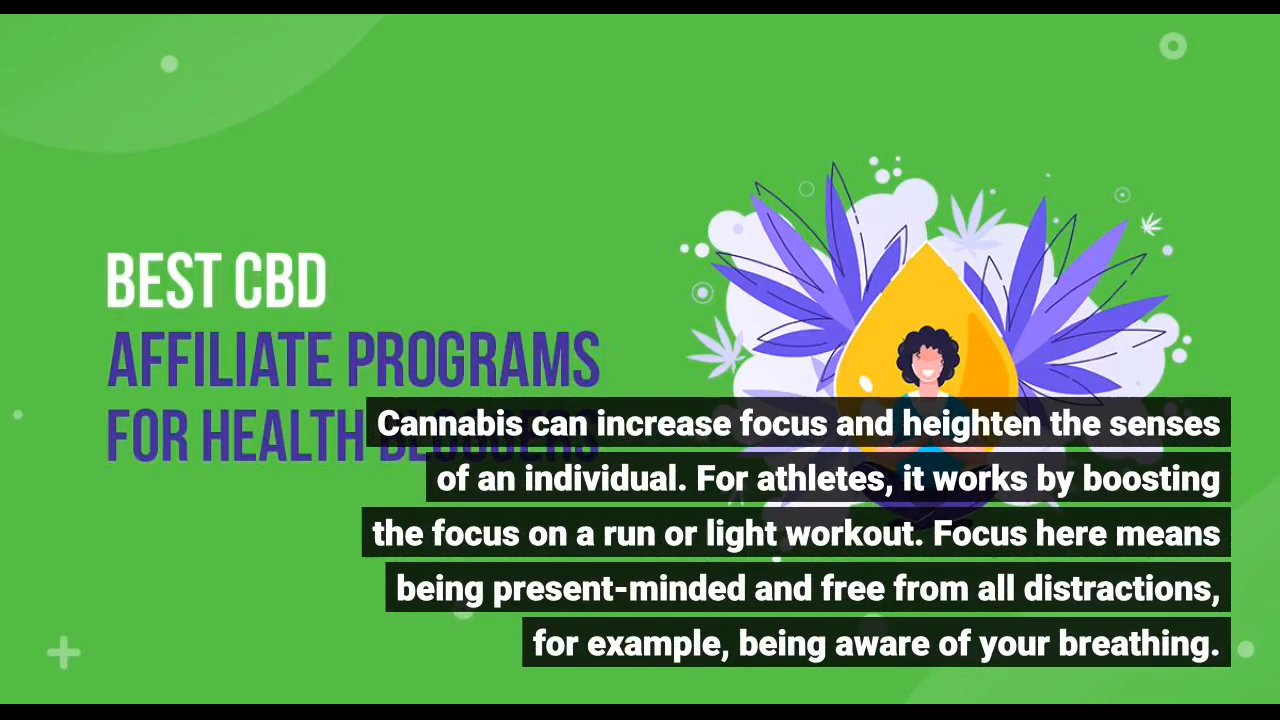 BEST CBD
AFFILIATE PROGRAMS
FOR HEALTH BLOGGERS
Cannabis can increase focus and heighten the senses
of an individual. For athletes, it works by boosting
the focus on a run or light workout. Focus here means
being present-minded and free from all distractions,
for example, being aware of your breathing.